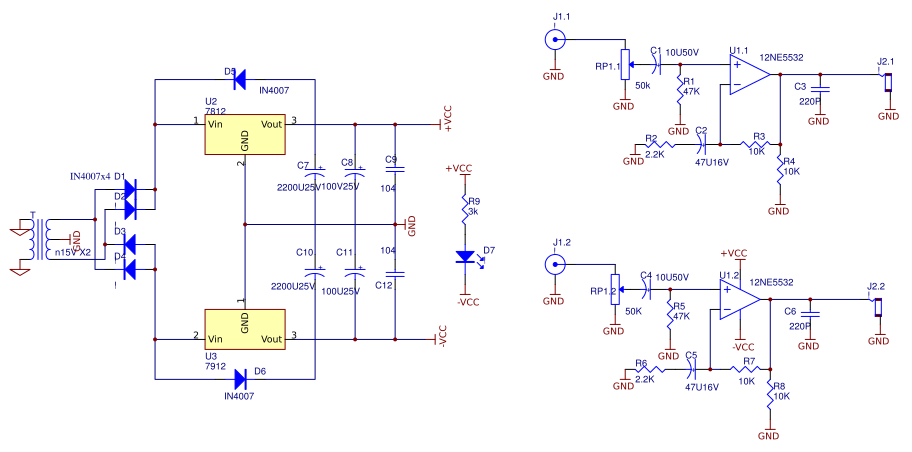 D5
IN4007
U2
7812
1
Vin
Vout
3
GND
2
+VCC
C7
2200U25V
C8
100V25V
C9
104
IN4007x4
D1
D2
T
GND
n15V X2
D3
D4
GND
+VCC
R9
3k
D7
-VCC
C10
2200U25V
C11
100U25V
104
C12
1
GND
2
Vin
Vout
3
U3
7912
-VCC
D6
IN4007
J1.1
GND
RP1.1
50k
GND
C1
10U50V
R1
47K
GND
U1.1
12NE5532
J2.1
GND
C3
220P
GND
R2
2.2K
GND
C2
47U16V
R3
10K
R4
10K
GND
J1.2
GND
RP1.2
50K
GND
C4
10U50V
R5
47K
GND
+VCC
U1.2
12NE5532
-VCC
J2.2
GND
C6
220P
GND
R6
2.2K
GND
C5
47U16V
R7
10K
R8
10K
GND